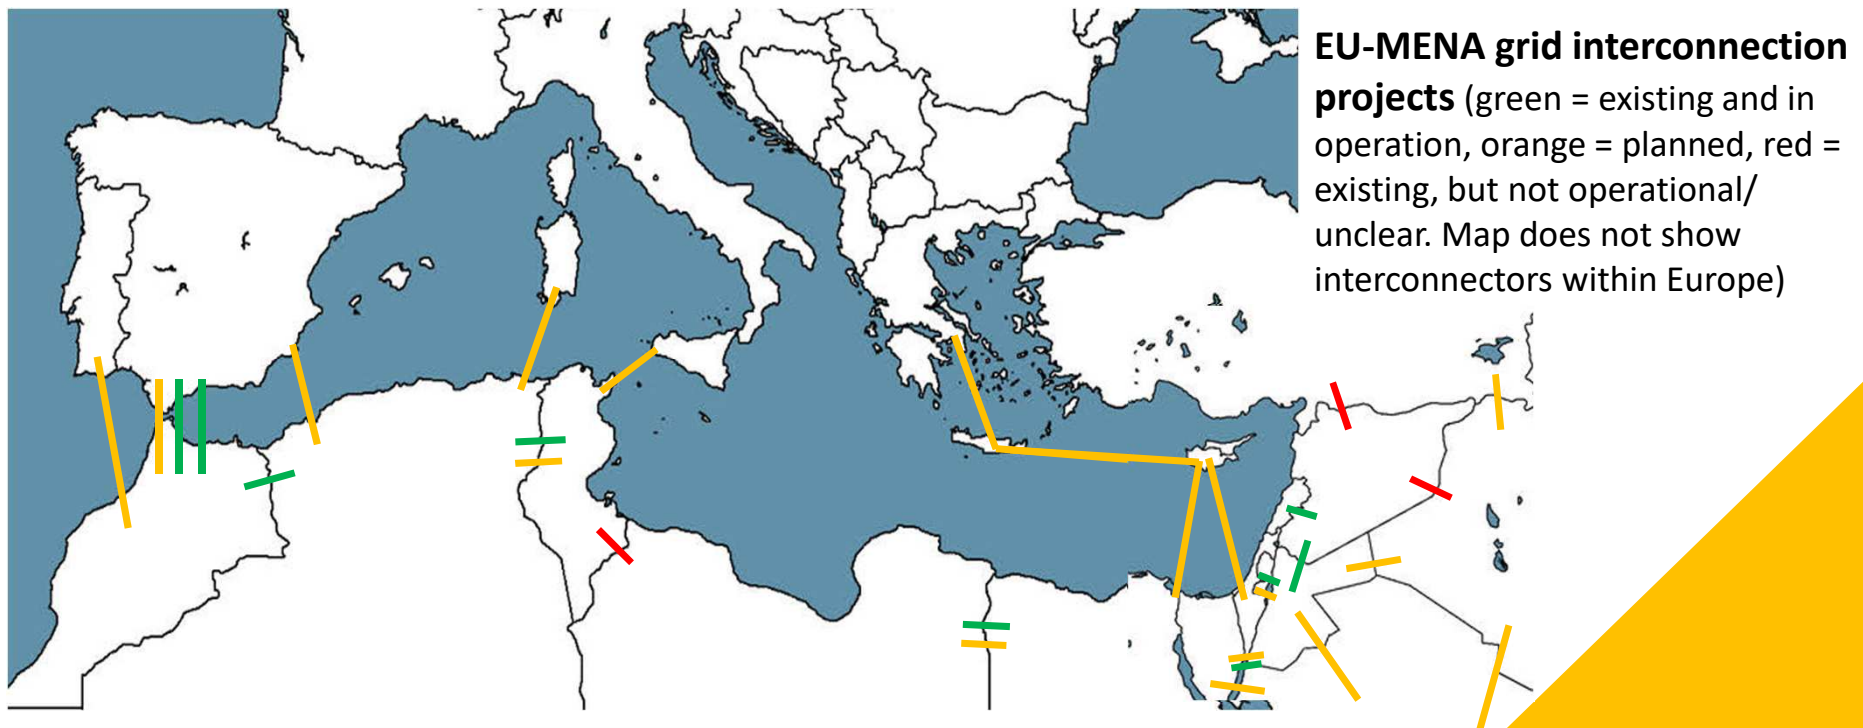 EU-MENA grid interconnection
projects (green = existing and in
operation, orange = planned, red =
existing, but not operational/
unclear. Map does not show
interconnectors within Europe)